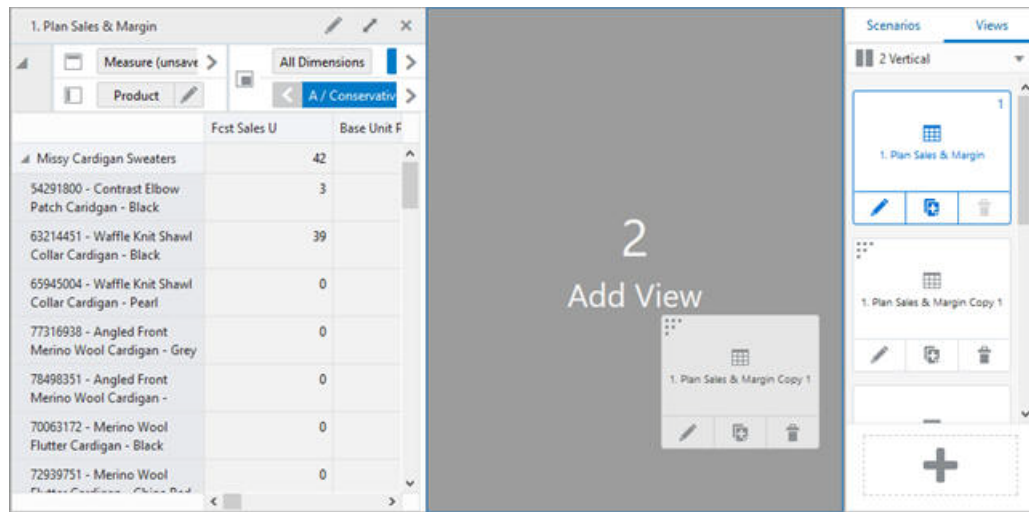 1. Plan Sales & Margin
Measure (unsave
All Dimensions
Product
A / Conservativ
Fcst Sales U
Base Unit F
Missy Cardigan Sweaters
42
54291800 - Contrast Elbow
Patch Caridgan - Black
3
63214451 - Waffle Knit Shawl
Collar Cardigan - Black
39
65945004 - Waffle Knit Shawl
Collar Cardigan - Pearl
0
77316938 - Angled Front
Merino Wool Cardigan - Grey
0
78498351 - Angled Front
Merino Wool Cardigan -
0
70063172 - Merino Wool
Flutter Cardigan - Black
0
72939751 - Merino Wool
0
2
Add View
1. Plan Sales & Margin Copy 1
Scenarios
Views
2 Vertical
1
1. Plan Sales & Margin
1. Plan Sales & Margin Copy 1